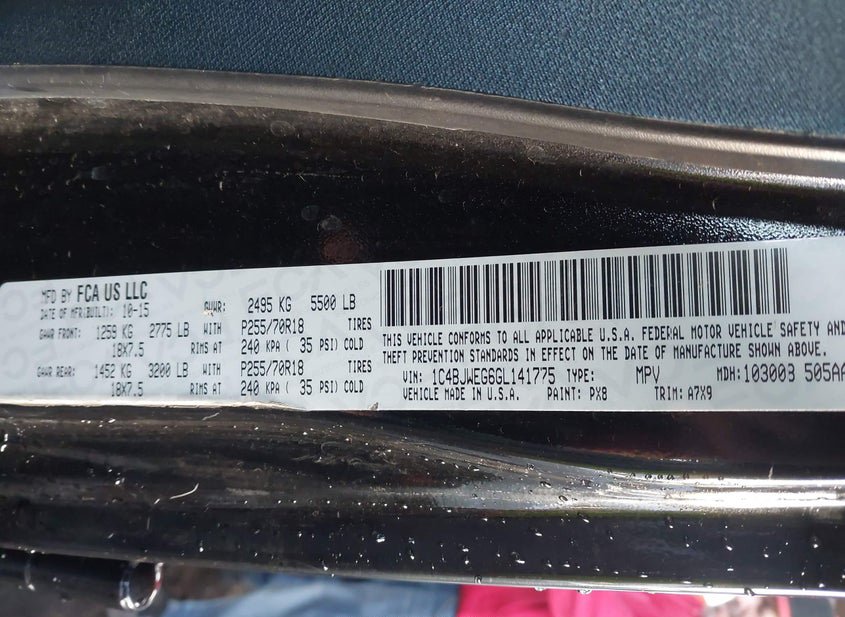 MFD BY FCA US LLC
DATE OF MFR(BUILT): 10-15 GVWR: 2495 KG 5500 LB
GAWR FRONT: 1259 KG 2775 LB WITH P255/70R18 TIRES
18X7.5 RIMS AT 240 KPA ( 35 PSI) COLD
GAWR REAR: 1452 KG 3200 LB WITH P255/70R18 TIRES
18X7.5 RIMS AT 240 KPA ( 35 PSI) COLD
THIS VEHICLE CONFORMS TO ALL APPLICABLE U.S.A. FEDERAL MOTOR VEHICLE SAFETY AND
THEFT PREVENTION STANDARDS IN EFFECT ON THE DATE OF MANUFACTURE SHOWN ABOVE.
VIN: 1C4BJWEG6GL141775 TYPE: MPV MDH: 103003 505AA
VEHICLE MADE IN U.S.A. PAINT: PX8 TRIM: A7X9